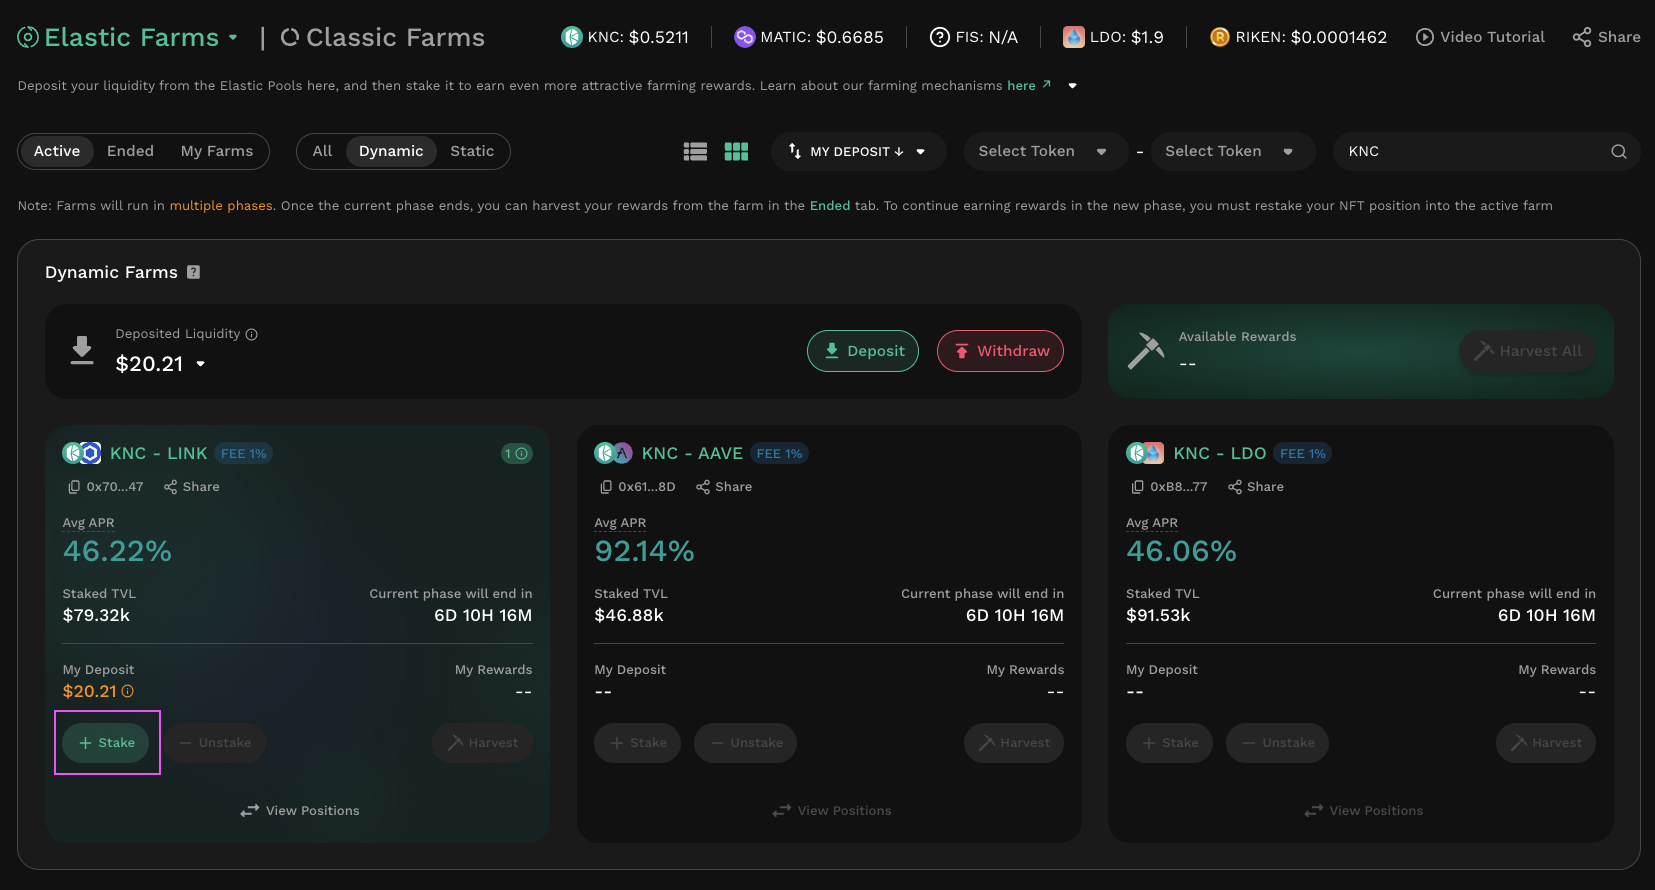 Elastic Farms | Classic Farms KNC: $0.5211 MATIC: $0.6685 FIS: N/A LDO: $1.9 RIKEN: $0.0001462 Video Tutorial Share
Deposit your liquidity from the Elastic Pools here, and then stake it to earn even more attractive farming rewards. Learn about our farming mechanisms here ↗
Active Ended My Farms All Dynamic Static MY DEPOSIT ↓ Select Token - Select Token KNC
Note: Farms will run in multiple phases. Once the current phase ends, you can harvest your rewards from the farm in the Ended tab. To continue earning rewards in the new phase, you must restake your NFT position into the active farm
Dynamic Farms ?
Deposited Liquidity
$20.21
Deposit Withdraw
Available Rewards
--
Harvest All
KNC - LINK FEE 1% 1
0x70...47 Share
Avg APR
46.22%
Staked TVL Current phase will end in
$79.32k 6D 10H 16M
My Deposit My Rewards
$20.21 --
+ Stake — Unstake Harvest
View Positions
KNC - AAVE FEE 1%
0x61...8D Share
Avg APR
92.14%
Staked TVL Current phase will end in
$46.88k 6D 10H 16M
My Deposit My Rewards
-- --
+ Stake — Unstake Harvest
View Positions
KNC - LDO FEE 1%
0xB8...77 Share
Avg APR
46.06%
Staked TVL Current phase will end in
$91.53k 6D 10H 16M
My Deposit My Rewards
-- --
+ Stake — Unstake Harvest
View Positions